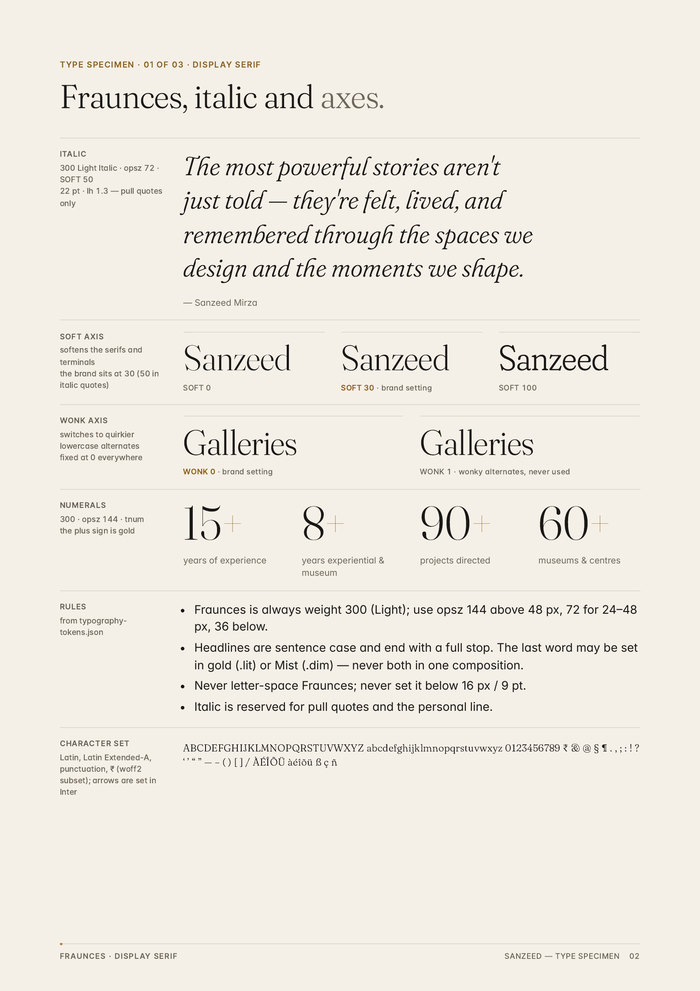 TYPE SPECIMEN · 01 OF 03 · DISPLAY SERIF
Fraunces, italic and axes.
ITALIC
300 Light Italic · opsz 72 ·
SOFT 50
22 pt · lh 1.3 — pull quotes
only
The most powerful stories aren't
just told — they're felt, lived, and
remembered through the spaces we
design and the moments we shape.
— Sanzeed Mirza
SOFT AXIS
softens the serifs and
terminals
the brand sits at 30 (50 in
italic quotes)
Sanzeed
SOFT 0
Sanzeed
SOFT 30 · brand setting
Sanzeed
SOFT 100
WONK AXIS
switches to quirkier
lowercase alternates
fixed at 0 everywhere
Galleries
WONK 0 · brand setting
Galleries
WONK 1 · wonky alternates, never used
NUMERALS
300 · opsz 144 · tnum
the plus sign is gold
15+
years of experience
8+
years experiential &
museum
90+
projects directed
60+
museums & centres
RULES
from typography-
tokens.json
• Fraunces is always weight 300 (Light); use opsz 144 above 48 px, 72 for 24–48
px, 36 below.
• Headlines are sentence case and end with a full stop. The last word may be set
in gold (.lit) or Mist (.dim) — never both in one composition.
• Never letter-space Fraunces; never set it below 16 px / 9 pt.
• Italic is reserved for pull quotes and the personal line.
CHARACTER SET
Latin, Latin Extended-A,
punctuation, ₹ (woff2
subset); arrows are set in
Inter
ABCDEFGHIJKLMNOPQRSTUVWXYZ abcdefghijklmnopqrstuvwxyz 0123456789 ₹ & @ § ¶ . , ; : ! ?
‘ ’ “ ” — – ( ) [ ] / ÀÉÎÕÜ àéîõü ß ç ñ
FRAUNCES · DISPLAY SERIF
SANZEED — TYPE SPECIMEN 02